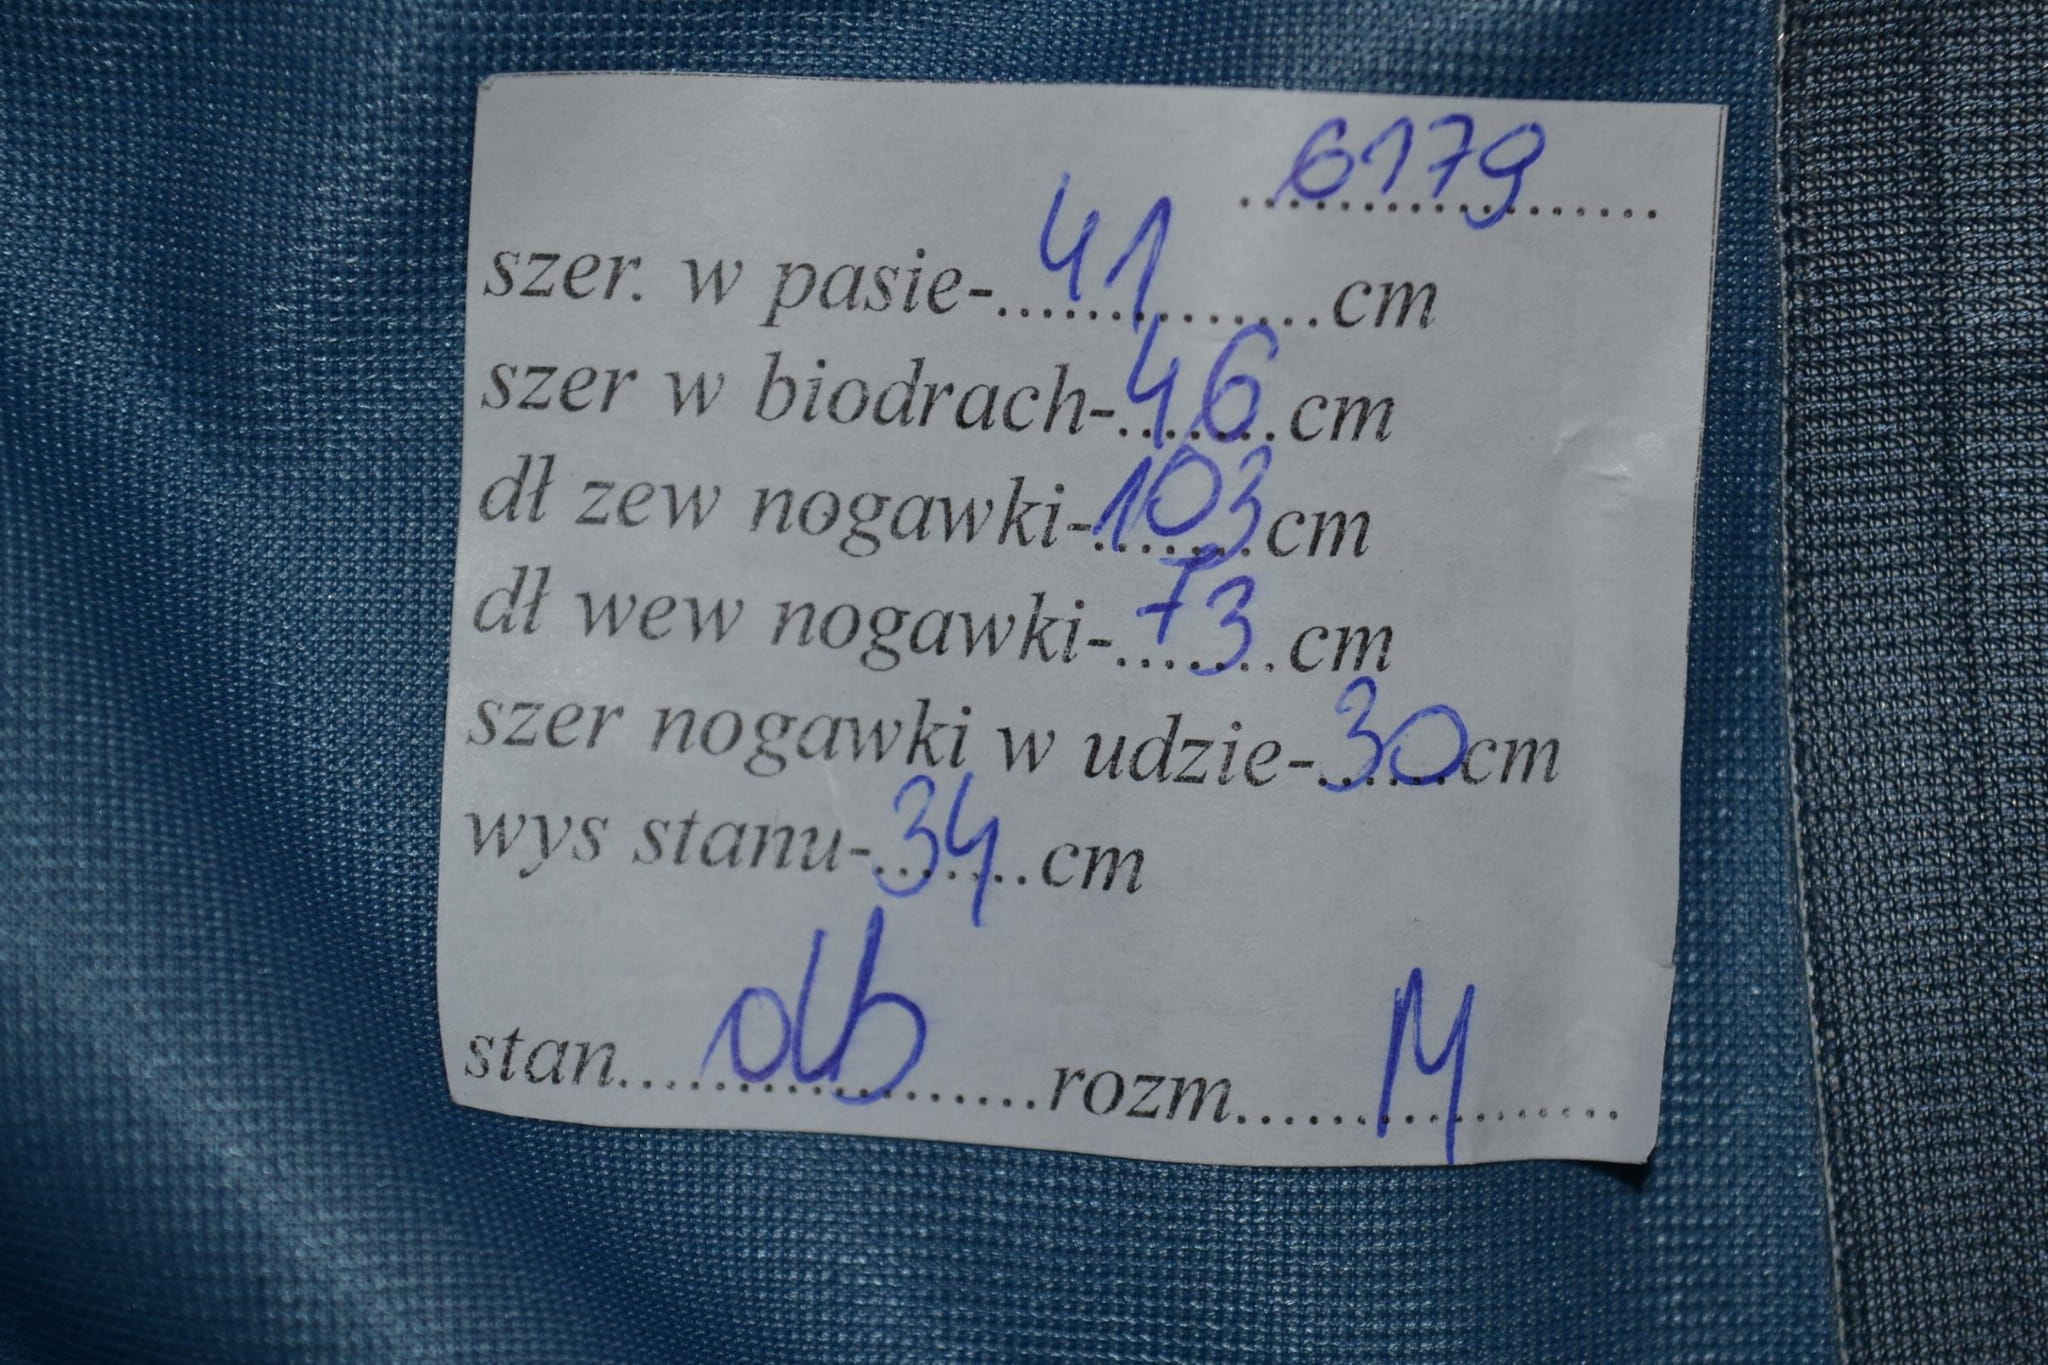 6179
szer. w pasie-....41....cm
szer w biodrach-..46..cm
dł zew nogawki-..103..cm
dł wew nogawki-..73..cm
szer nogawki w udzie-..30..cm
wys stanu-..34..cm
stan....db....rozm....M....